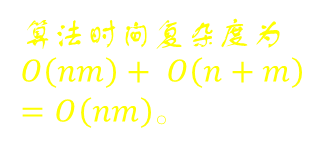 算法时间复杂度为
O(nm) + O(n + m)
= O(nm)。